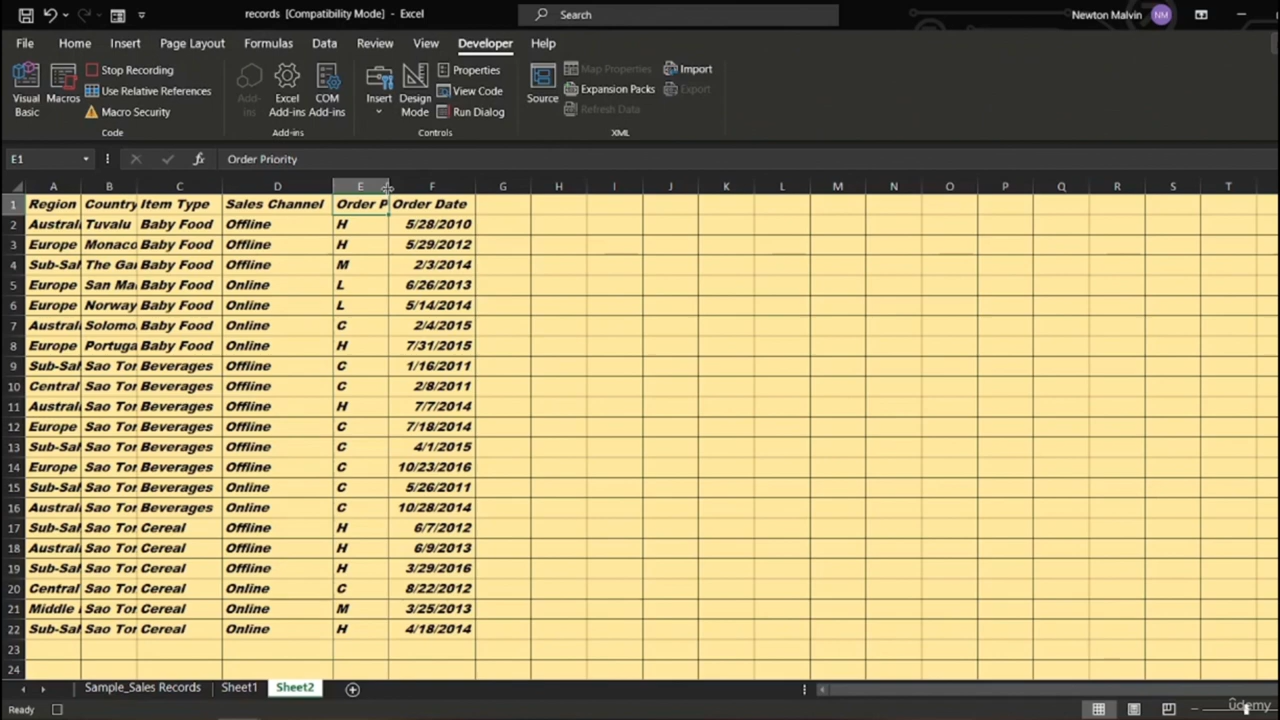 records [Compatibility Mode] - Excel
Search
Newton Malvin NM
File Home Insert Page Layout Formulas Data Review View Developer Help
Visual Basic
Macros
Stop Recording
Use Relative References
Macro Security
Code
Add-ins
Excel Add-ins
COM Add-ins
Add-ins
Insert
Design Mode
Properties
View Code
Run Dialog
Controls
Source
Map Properties
Expansion Packs
Refresh Data
Import
Export
XML
E1 fx Order Priority
A B C D E F G H I J K L M N O P Q R S T
1 Region Country Item Type Sales Channel Order P Order Date
2 Austral Tuvalu Baby Food Offline H 5/28/2010
3 Europe Monaco Baby Food Offline H 5/29/2012
4 Sub-Sal The Gar Baby Food Offline M 2/3/2014
5 Europe San Ma Baby Food Online L 6/26/2013
6 Europe Norway Baby Food Online L 5/14/2014
7 Austral Solomo Baby Food Online C 2/4/2015
8 Europe Portuga Baby Food Online H 7/31/2015
9 Sub-Sal Sao Tor Beverages Offline C 1/16/2011
10 Central Sao Tor Beverages Offline C 2/8/2011
11 Austral Sao Tor Beverages Offline H 7/7/2014
12 Europe Sao Tor Beverages Offline C 7/18/2014
13 Sub-Sal Sao Tor Beverages Offline C 4/1/2015
14 Europe Sao Tor Beverages Offline C 10/23/2016
15 Sub-Sal Sao Tor Beverages Online C 5/26/2011
16 Austral Sao Tor Beverages Online C 10/28/2014
17 Sub-Sal Sao Tor Cereal Offline H 6/7/2012
18 Austral Sao Tor Cereal Offline H 6/9/2013
19 Sub-Sal Sao Tor Cereal Offline H 3/29/2016
20 Central Sao Tor Cereal Online C 8/22/2012
21 Middle Sao Tor Cereal Online M 3/25/2013
22 Sub-Sal Sao Tor Cereal Online H 4/18/2014
23
24
Sample_Sales Records Sheet1 Sheet2
Ready
udemy